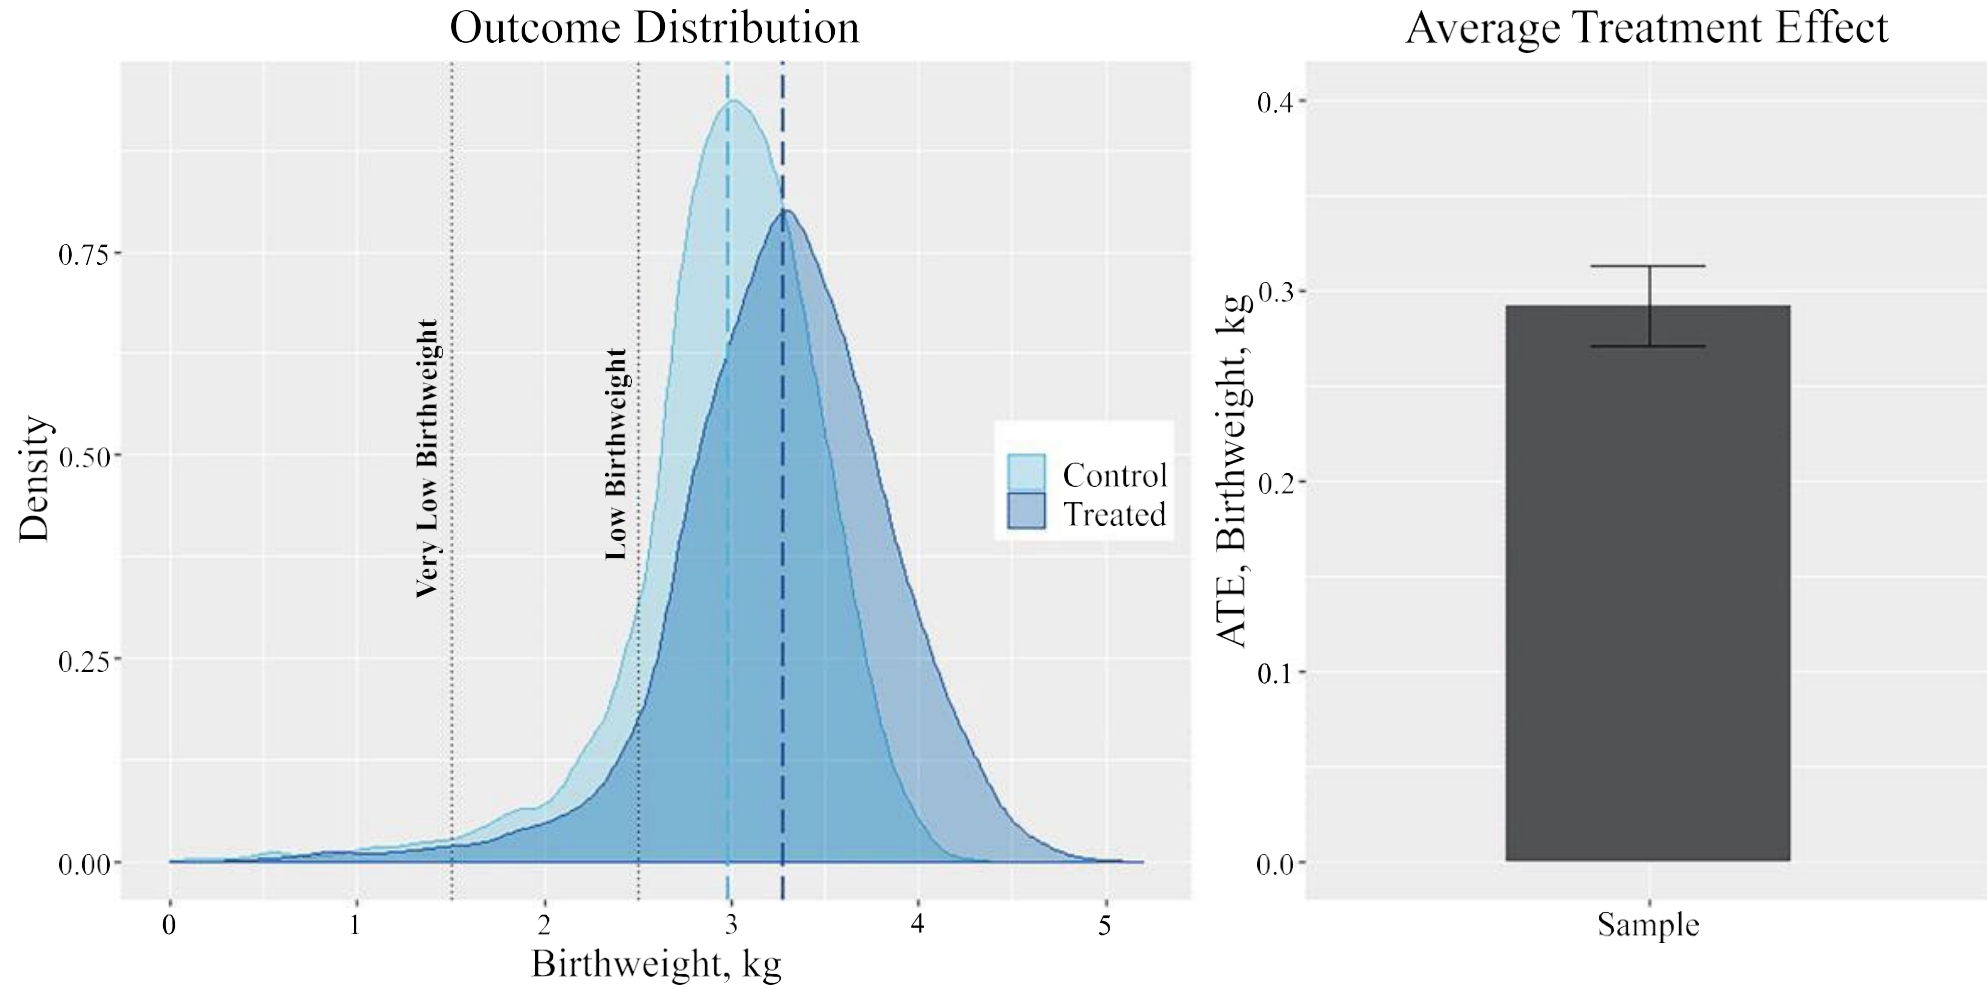 Outcome Distribution
Density
0.75
0.50
0.25
0.00
Very Low Birthweight
Low Birthweight
Control
Treated
0
1
2
3
4
5
Birthweight, kg
Average Treatment Effect
ATE, Birthweight, kg
0.4
0.3
0.2
0.1
0.0
Sample